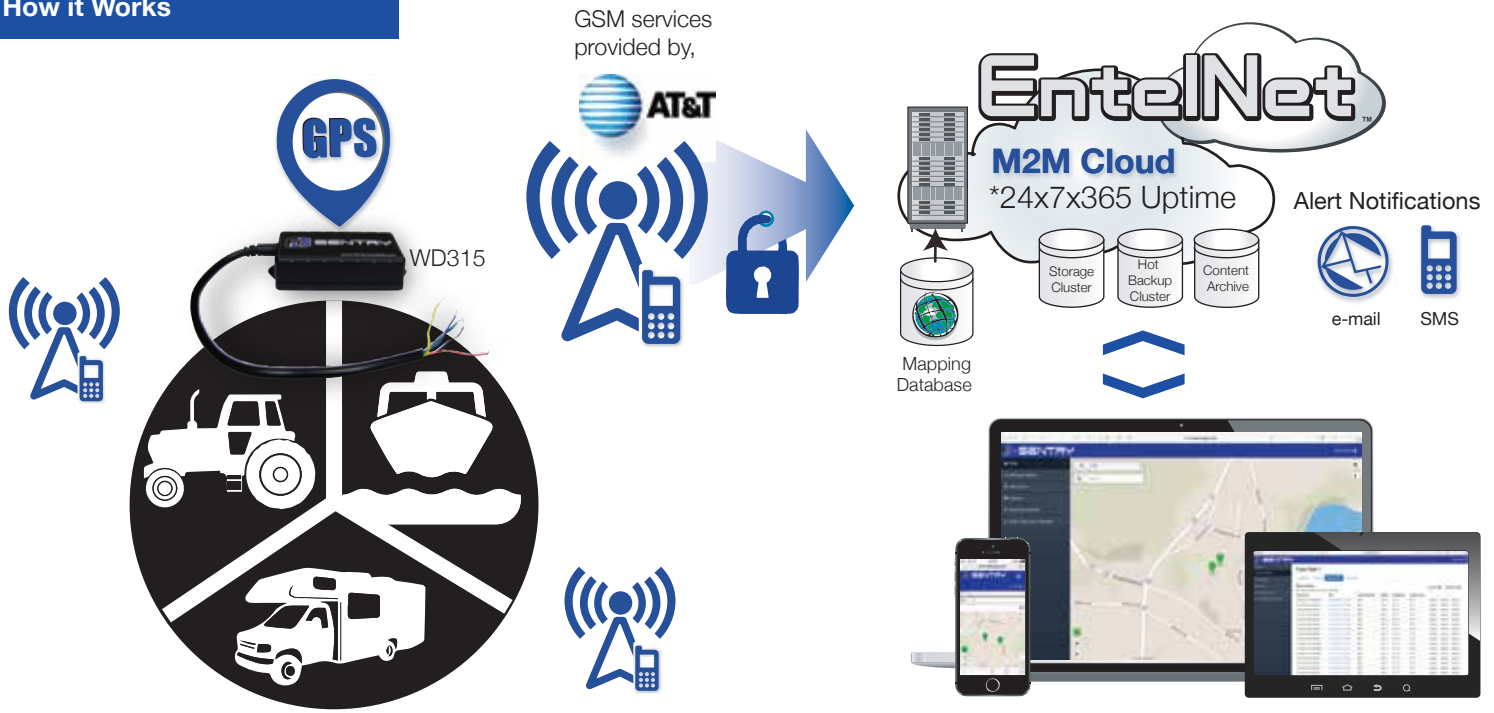 How it Works
GSM services
provided by,
AT&T
GPS
SENTRY
WD315
EntelNet
TM
M2M Cloud
*24x7x365 Uptime
Storage
Cluster
Hot
Backup
Cluster
Content
Archive
Mapping
Database
Alert Notifications
e-mail
SMS
SENTRY
SENTRY